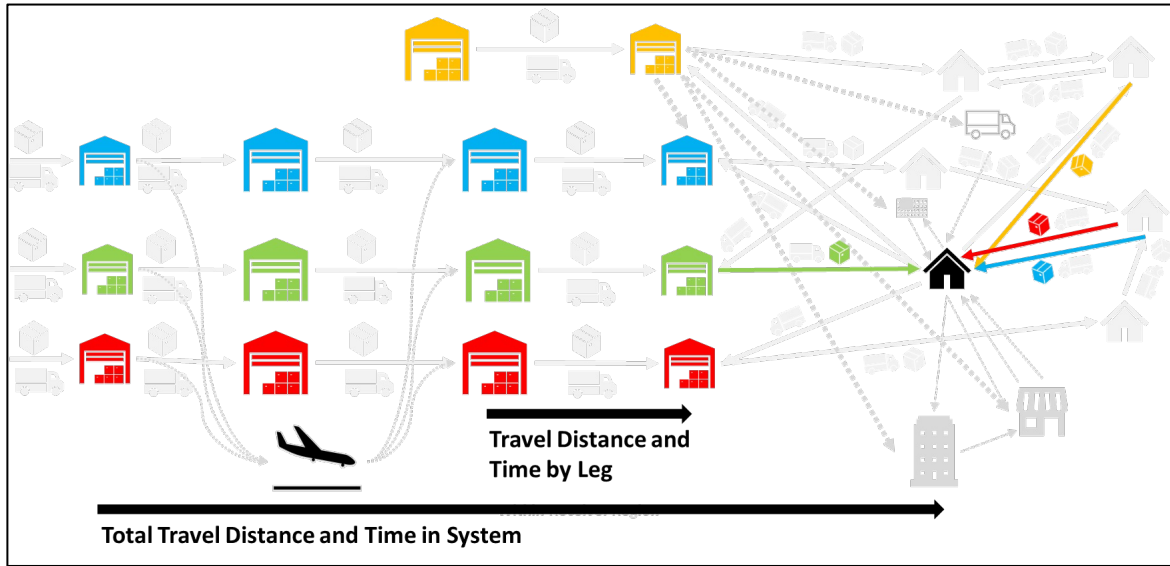 Travel Distance and
Time by Leg
Total Travel Distance and Time in System